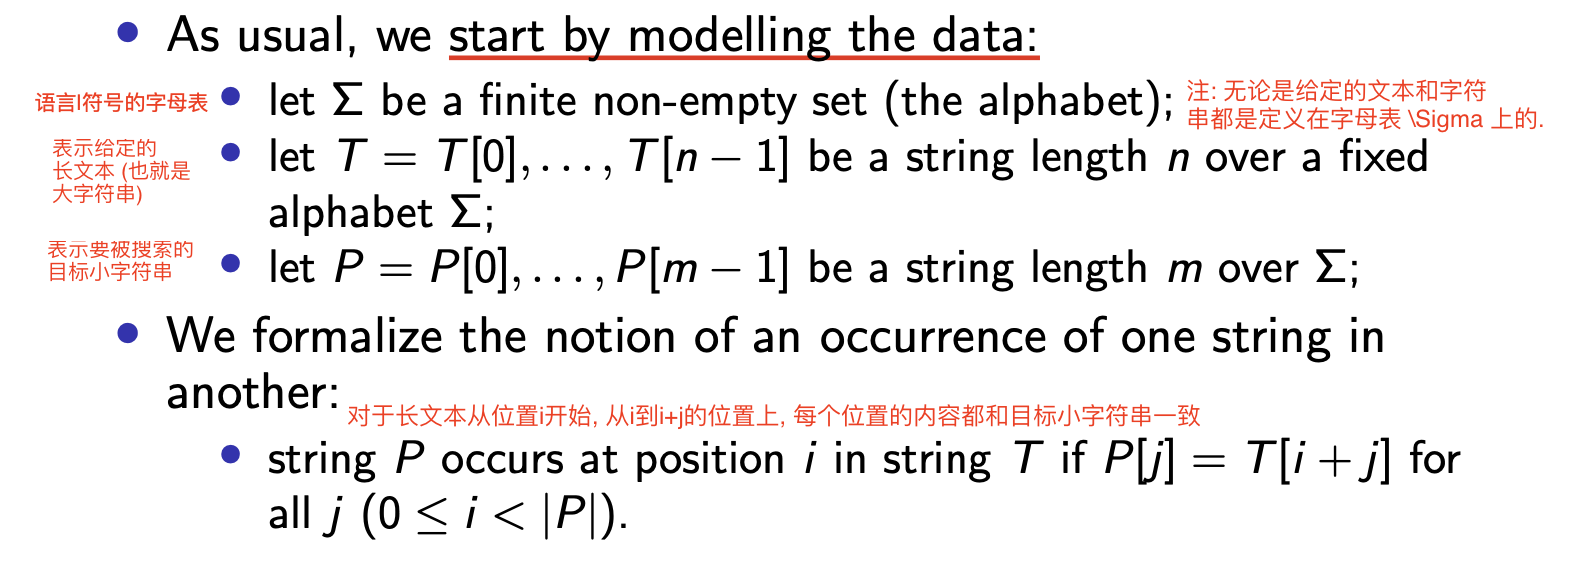 As usual, we start by modelling the data:
语言l符号的字母表
let Σ be a finite non-empty set (the alphabet);
注: 无论是给定的文本和字符
串都是定义在字母表 \Sigma 上的.
表示给定的
长文本 (也就是
大字符串)
let T = T[0], . . . , T[n − 1] be a string length n over a fixed
alphabet Σ;
表示要被搜索的
目标小字符串
let P = P[0], . . . , P[m − 1] be a string length m over Σ;
We formalize the notion of an occurrence of one string in
another:
对于长文本从位置i开始, 从i到i+j的位置上, 每个位置的内容都和目标小字符串一致
string P occurs at position i in string T if P[j] = T[i + j] for
all j (0 ≤ i < |P|).